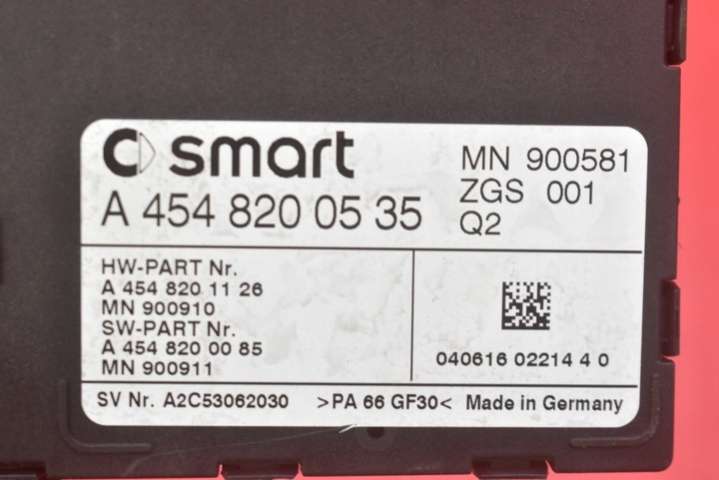 smart
A 454 820 05 35
MN 900581
ZGS 001
Q2
HW-PART Nr.
A 454 820 11 26
MN 900910
SW-PART Nr.
A 454 820 00 85
MN 900911
040616 02214 4 0
SV Nr. A2C53062030 >PA 66 GF30< Made in Germany